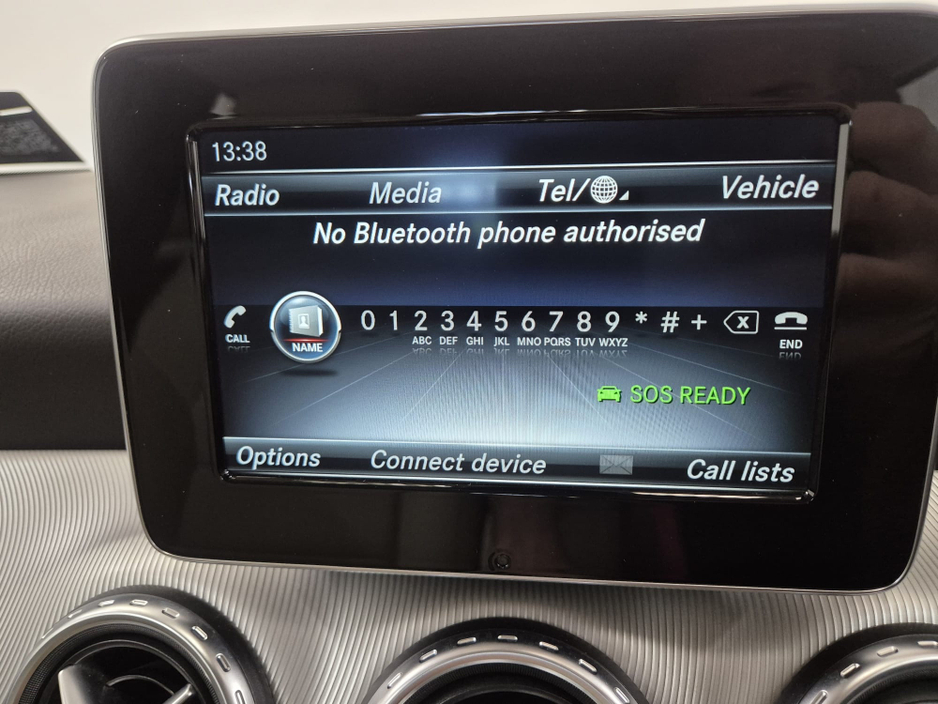 13:38
Radio Media Tel/ Vehicle
No Bluetooth phone authorised
CALL NAME 0 1 2 3 4 5 6 7 8 9 * # + X END
ABC DEF GHI JKL MNO PQRS TUV WXYZ
SOS READY
Options Connect device Call lists